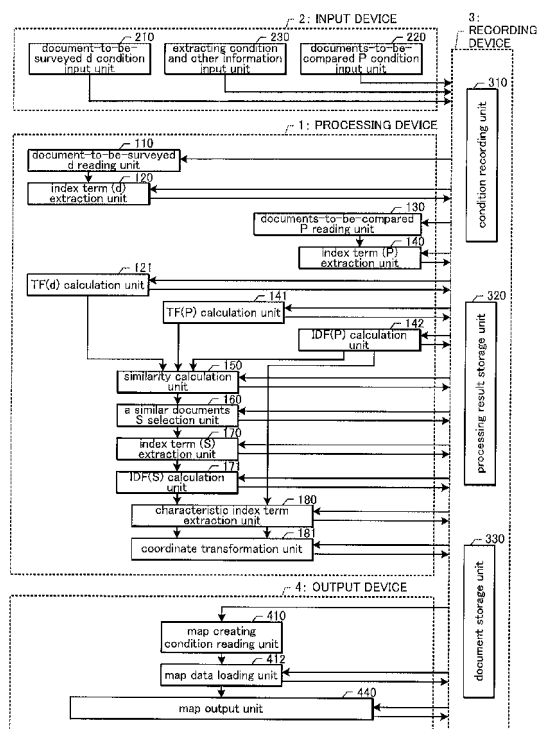 2: INPUT DEVICE
3:
RECORDING
DEVICE
210
document-to-be-
surveyed d condition
input unit
230
extracting condition
and other information
input unit
220
documents-to-be-
compared P condition
input unit
310
condition recording unit
1: PROCESSING DEVICE
110
document-to-be-surveyed
d reading unit
120
index term (d)
extraction unit
130
documents-to-be-compared
P reading unit
140
index term (P)
extraction unit
121
TF(d) calculation unit
141
TF(P) calculation unit
142
IDF(P) calculation
unit
320
processing result storage unit
150
similarity calculation
unit
160
a similar documents
S selection unit
170
index term (S)
extraction unit
171
IDF(S) calculation
unit
180
characteristic index term
extraction unit
181
coordinate transformation unit
330
document storage unit
4: OUTPUT DEVICE
410
map creating
condition reading unit
412
map data loading unit
440
map output unit